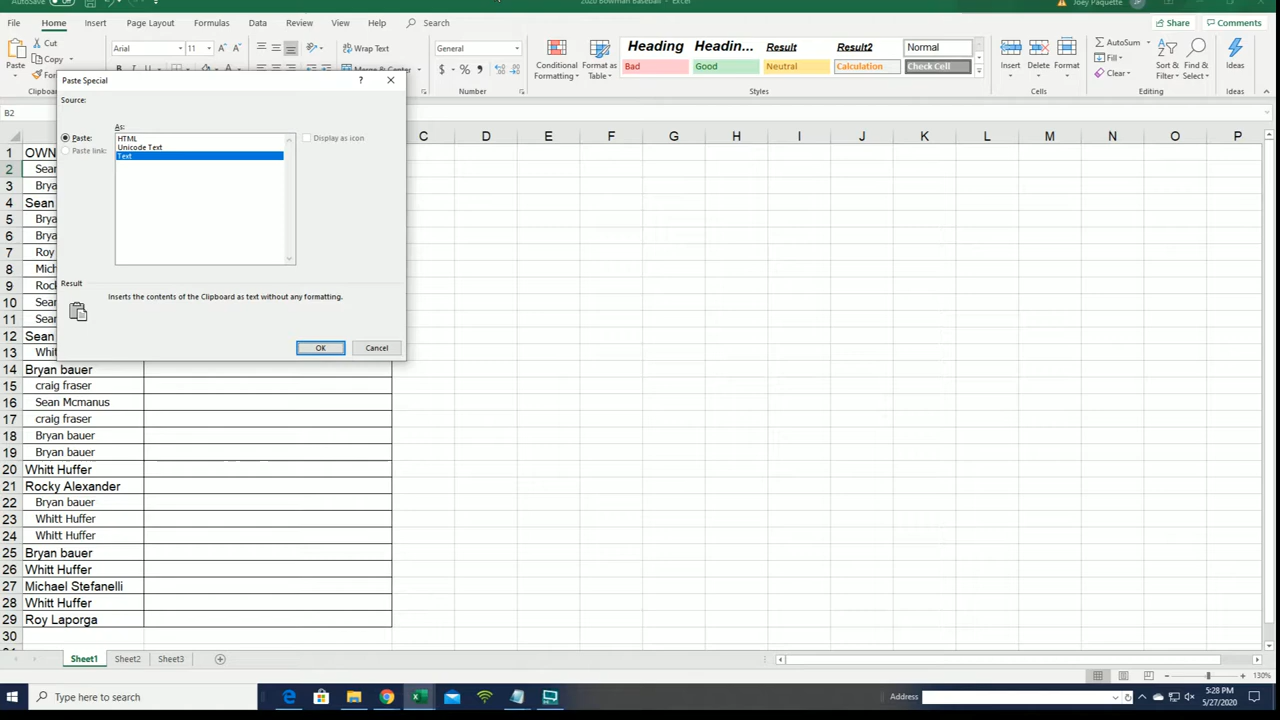 AutoSave Off 2020 Bowman Baseball - Excel Joey Paquette JP
File Home Insert Page Layout Formulas Data Review View Help Search Share Comments
Paste Cut Copy Arial 11 Wrap Text General Heading Headin... Result Result2 Normal
Bad Good Neutral Calculation Check Cell
Conditional Formatting Format as Table Insert Delete Format AutoSum Fill Clear Sort & Filter Find & Select Ideas
Number Styles Cells Editing Ideas
B2
Paste Special ? ×
Source:
As:
Paste:
Paste link:
HTML
Unicode Text
Text
Display as icon
Result
Inserts the contents of the Clipboard as text without any formatting.
OK Cancel
C D E F G H I J K L M N O P
1 OWN
2 Sean
3 Brya
4 Sean
5 Brya
6 Brya
7 Roy
8 Mich
9 Rock
10 Sean
11 Sean
12 Sean
13 Whit
14 Bryan bauer
15 craig fraser
16 Sean Mcmanus
17 craig fraser
18 Bryan bauer
19 Bryan bauer
20 Whitt Huffer
21 Rocky Alexander
22 Bryan bauer
23 Whitt Huffer
24 Whitt Huffer
25 Bryan bauer
26 Whitt Huffer
27 Michael Stefanelli
28 Whitt Huffer
29 Roy Laporga
30
Sheet1 Sheet2 Sheet3
130%
Type here to search Address 5:28 PM
5/27/2020